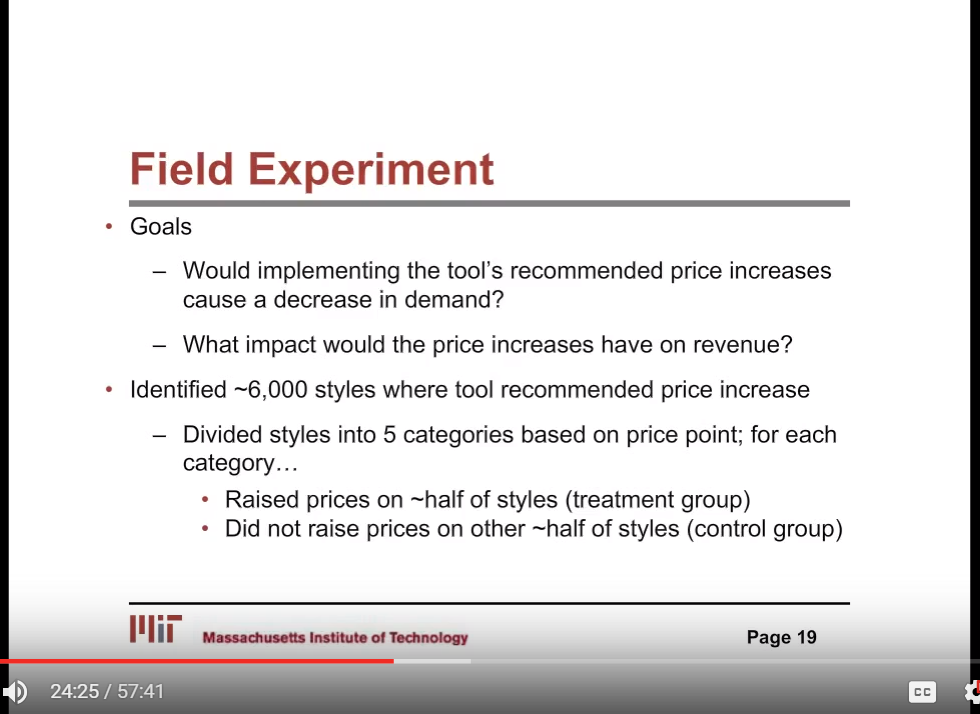 Field Experiment
• Goals
– Would implementing the tool's recommended price increases
cause a decrease in demand?
– What impact would the price increases have on revenue?
• Identified ~6,000 styles where tool recommended price increase
– Divided styles into 5 categories based on price point; for each
category…
• Raised prices on ~half of styles (treatment group)
• Did not raise prices on other ~half of styles (control group)
MIT Massachusetts Institute of Technology Page 19
24:25 / 57:41 CC